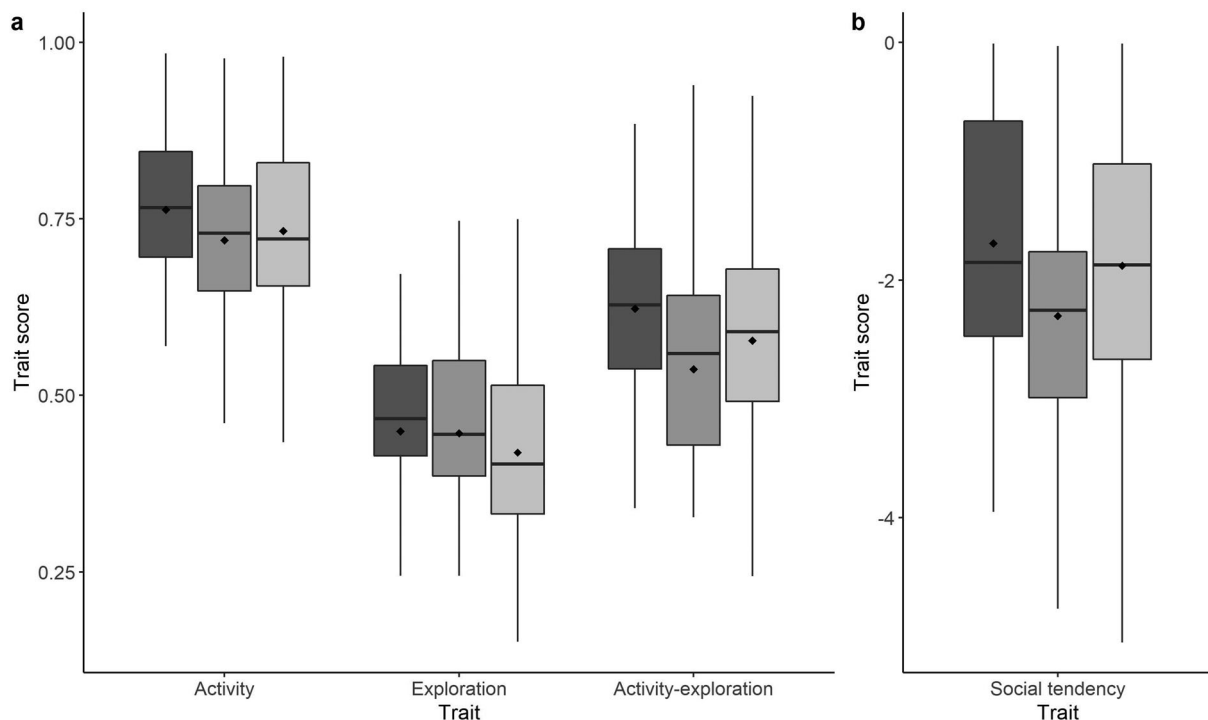 a
1.00
0.75
0.50
0.25
Trait score
Activity
Exploration
Activity-exploration
Trait
b
0
-2
-4
Trait score
Social tendency
Trait